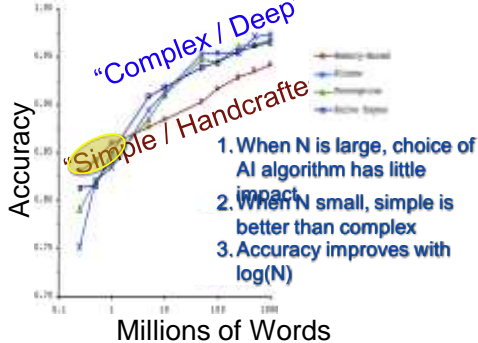 1.00
"Complex / Deep
0.95
0.90
Accuracy
"Simple / Handcrafte
0.85
1. When N is large, choice of
AI algorithm has little
impact
2. When N small, simple is
better than complex
3. Accuracy improves with
log(N)
0.80
0.75
0.70
0.1
1
10
100
1000
Millions of Words